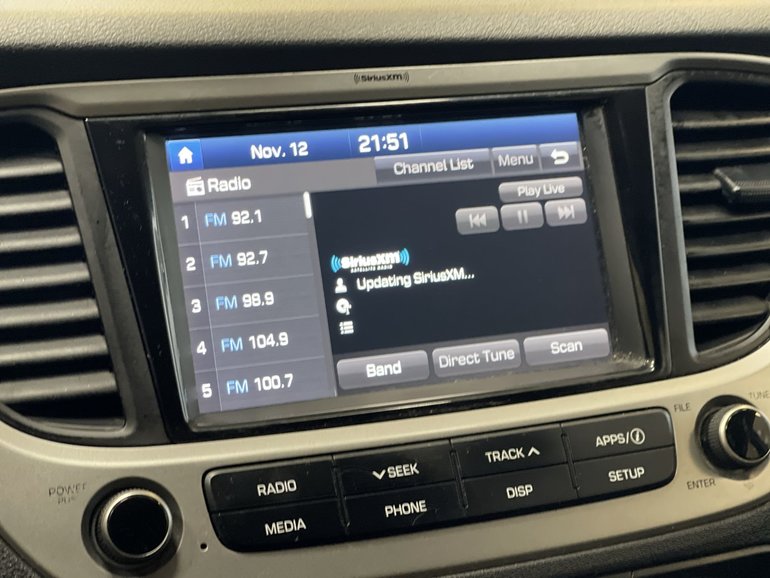 SiriusXM
Nov. 12 21:51
Radio Channel List Menu
Play Live
1 FM 92.1
2 FM 92.7
3 FM 98.9
4 FM 104.9
5 FM 100.7
SiriusXM
SATELLITE RADIO
Updating SiriusXM...
Band Direct Tune Scan
RADIO SEEK TRACK APPS/i
MEDIA PHONE DISP SETUP
POWER
FILE TUNE
ENTER